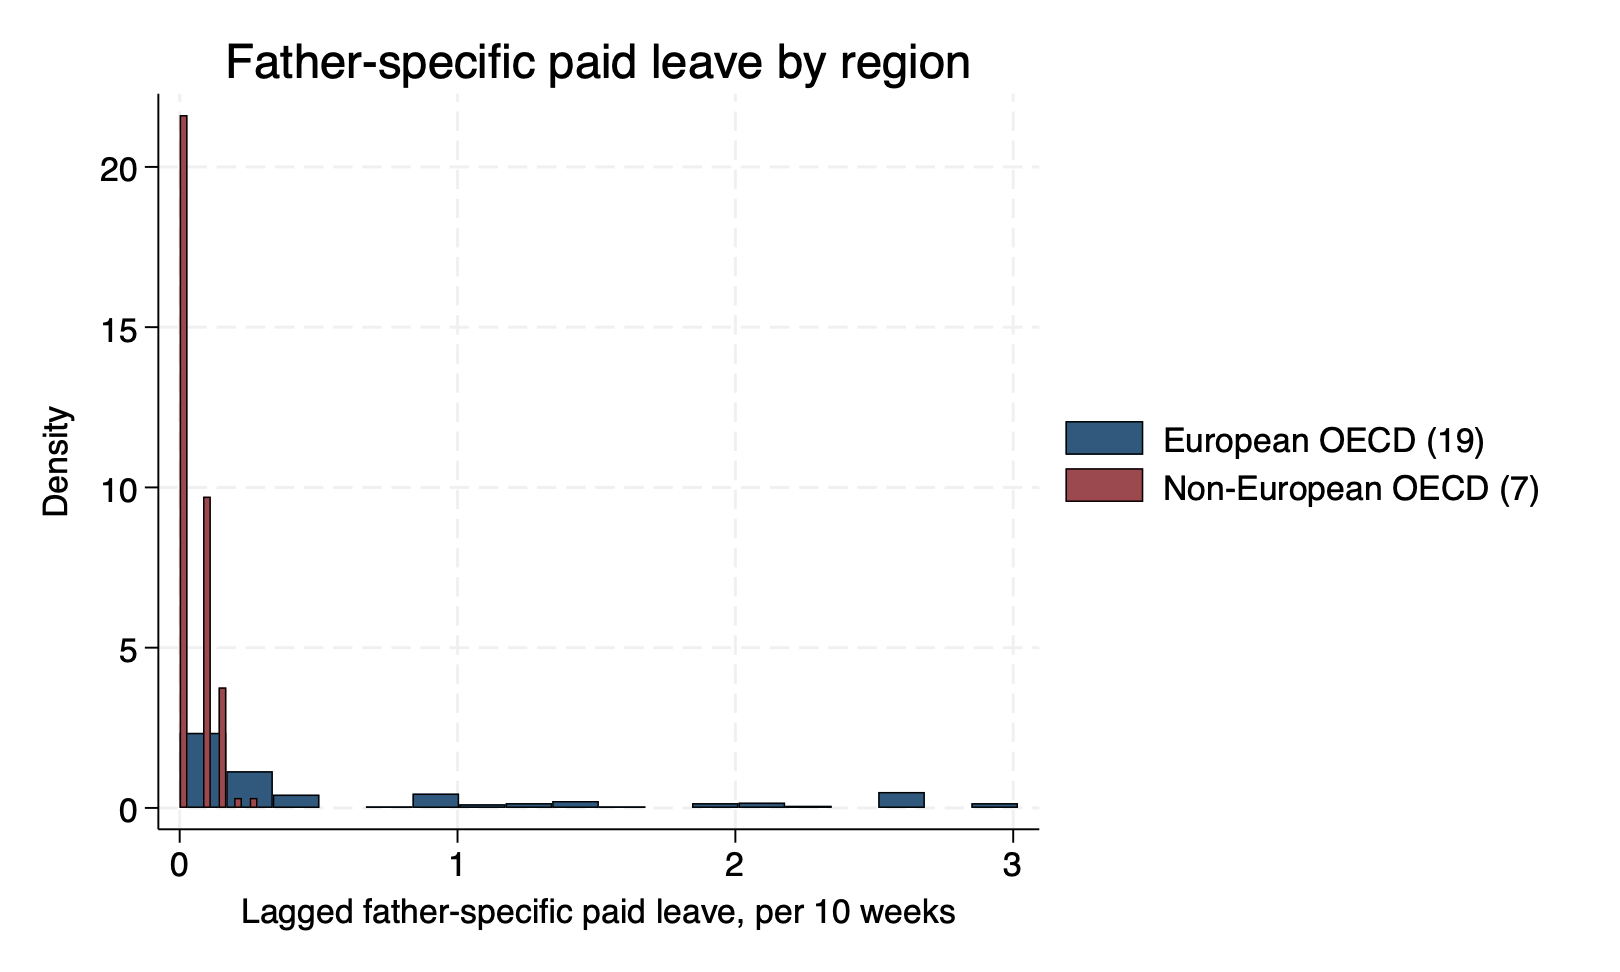 Father-specific paid leave by region
20
15
10
5
0
Density
0 1 2 3
Lagged father-specific paid leave, per 10 weeks
European OECD (19)
Non-European OECD (7)